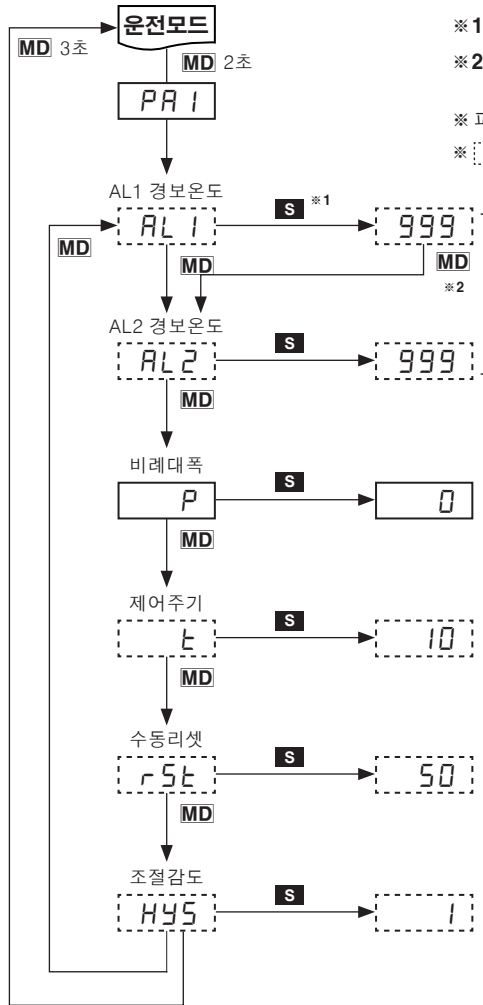 운전모드
※1
MD 3초
MD 2초
※2
PA1
※
※
AL1 경보온도
AL1
S ※1
999
MD
MD
MD
※2
AL2 경보온도
AL2
S
999
MD
비례대폭
P
S
0
MD
제어주기
t
S
10
MD
수동리셋
rSt
S
50
MD
조절감도
HYS
S
1